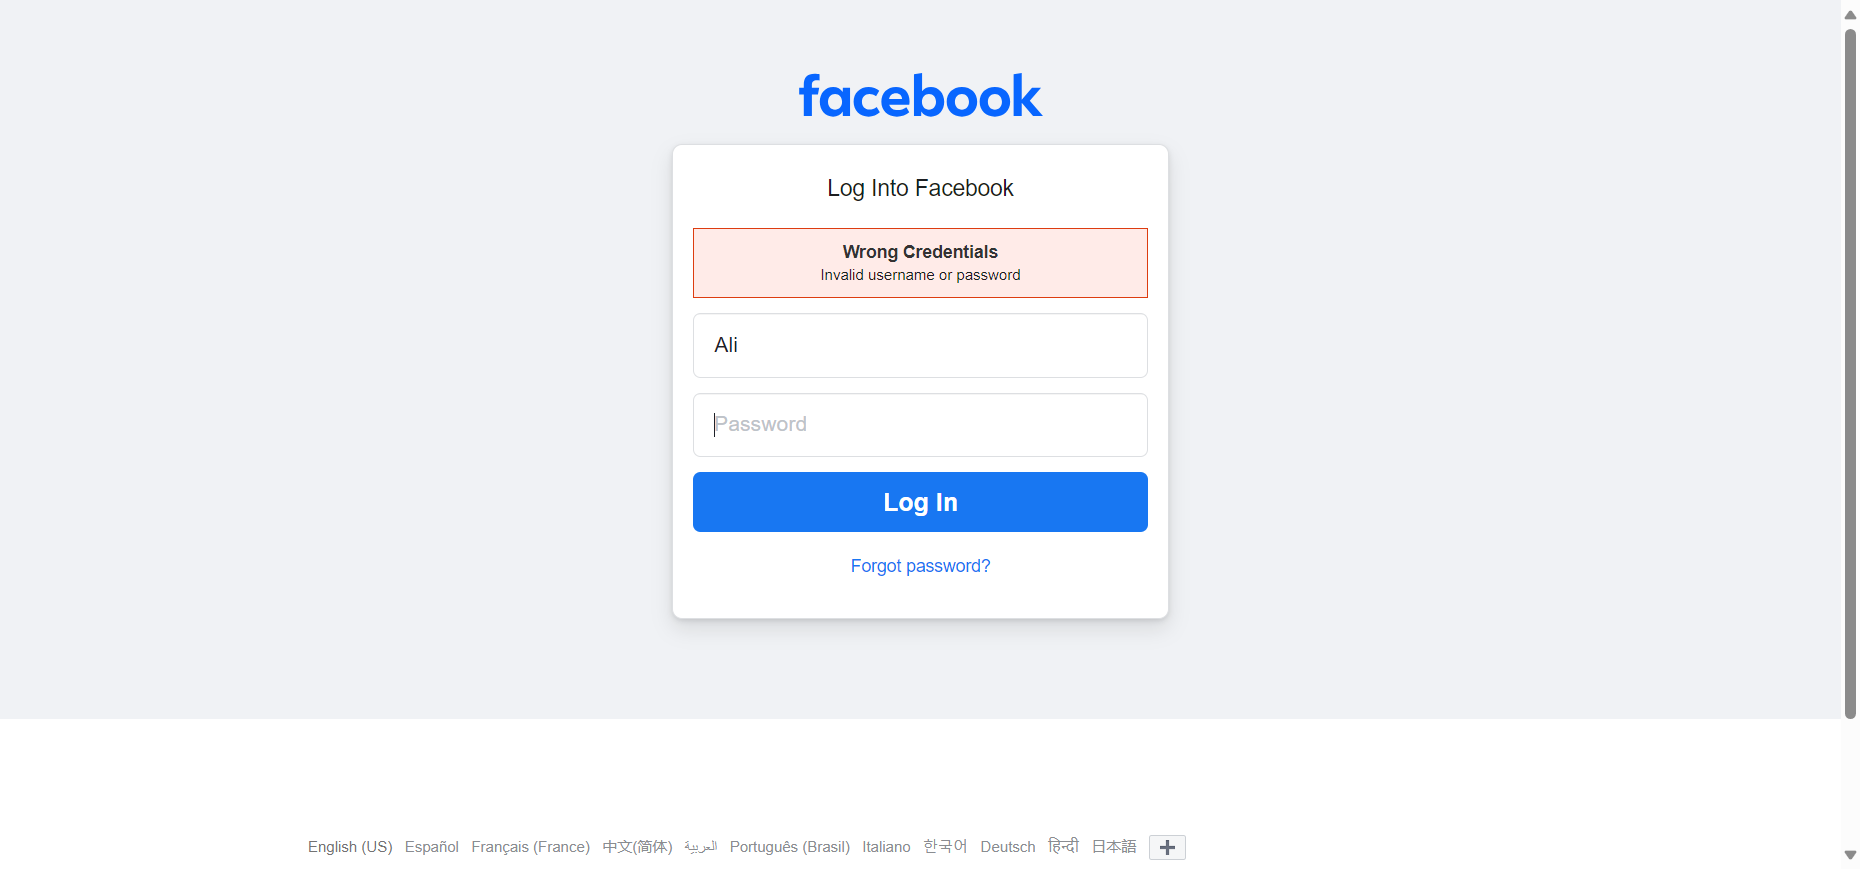 facebook
Log Into Facebook
Wrong Credentials
Invalid username or password
Ali
Password
Log In
Forgot password?
English (US) Español Français (France) 中文(简体) العربية Português (Brasil) Italiano 한국어 Deutsch हिन्दी 日本語